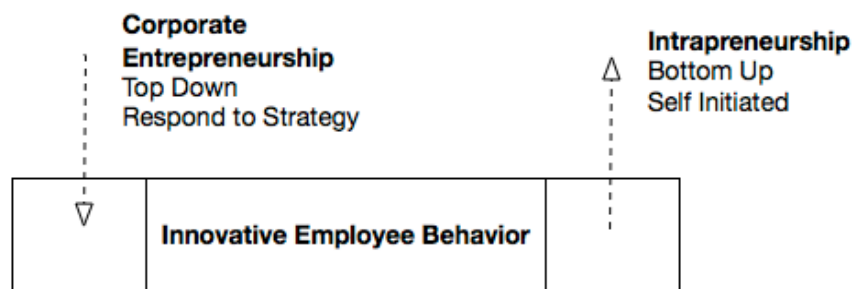 Corporate
Entrepreneurship
Top Down
Respond to Strategy
Intrapreneurship
Bottom Up
Self Initiated
Innovative Employee Behavior